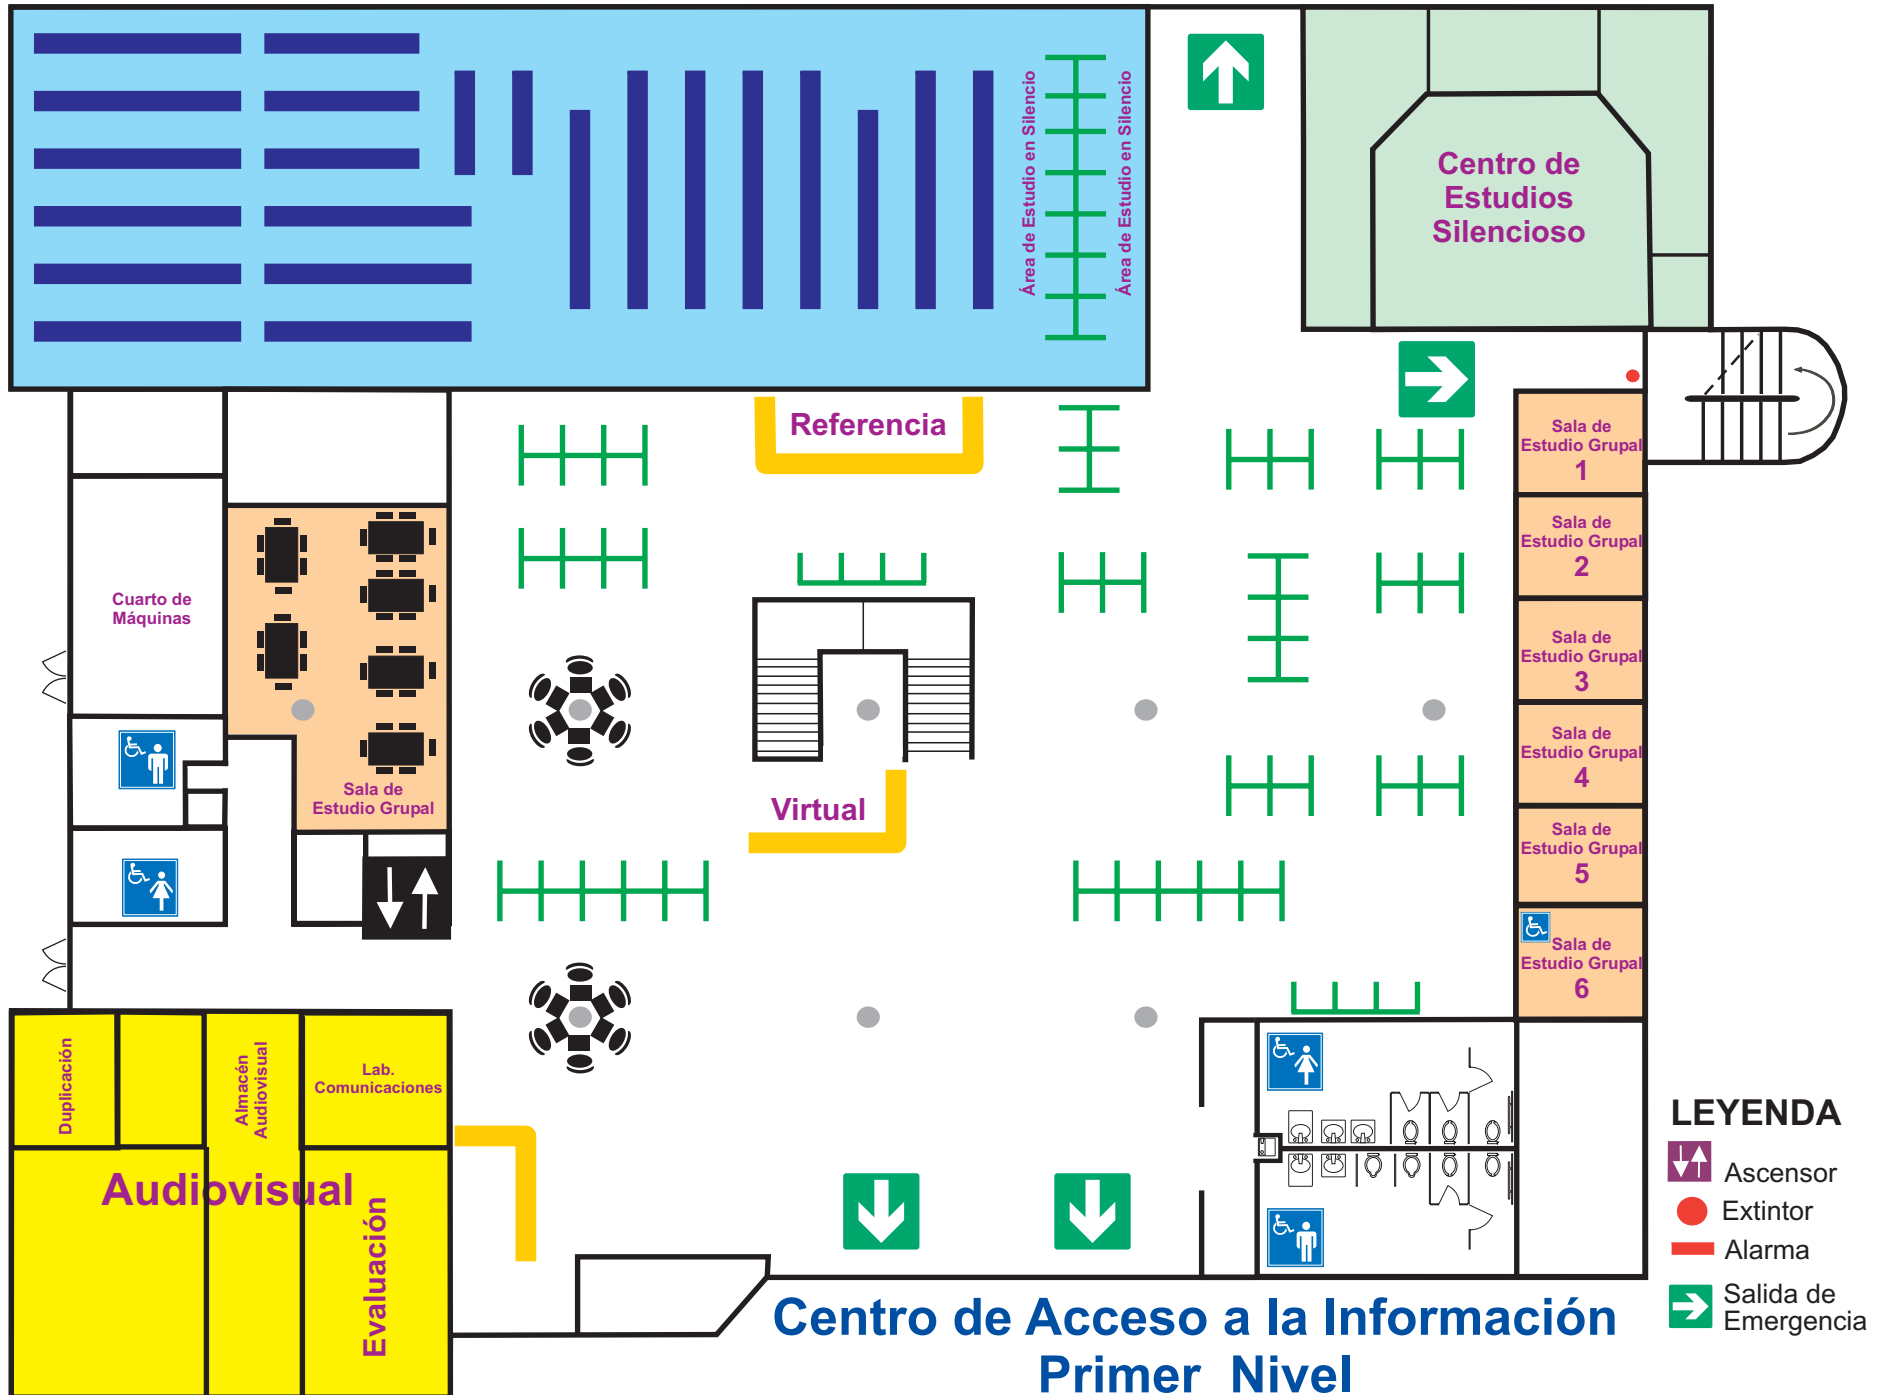 Área de Estudio en Silencio
Área de Estudio en Silencio
Centro de
Estudios
Silencioso
Referencia
Sala de
Estudio Grupal
1
Sala de
Estudio Grupal
2
Cuarto de
Máquinas
Sala de
Estudio Grupal
3
Sala de
Estudio Grupal
4
Sala de
Estudio Grupal
Virtual
Sala de
Estudio Grupal
5
Sala de
Estudio Grupal
6
Duplicación
Almacén
Audiovisual
Lab.
Comunicaciones
Audiovisual
Evaluación
LEYENDA
Ascensor
Extintor
Alarma
Salida de
Emergencia
Centro de Acceso a la Información
Primer Nivel